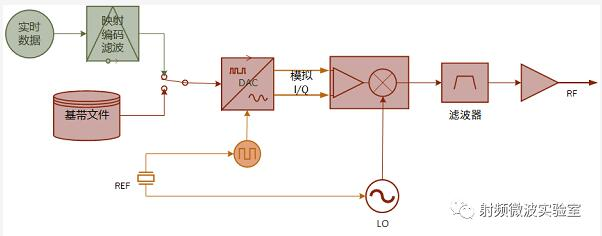 实时
数据
映射
编码
滤波
基带文件
DAC
模拟
I/Q
滤波器
RF
REF
LO
射频微波实验室